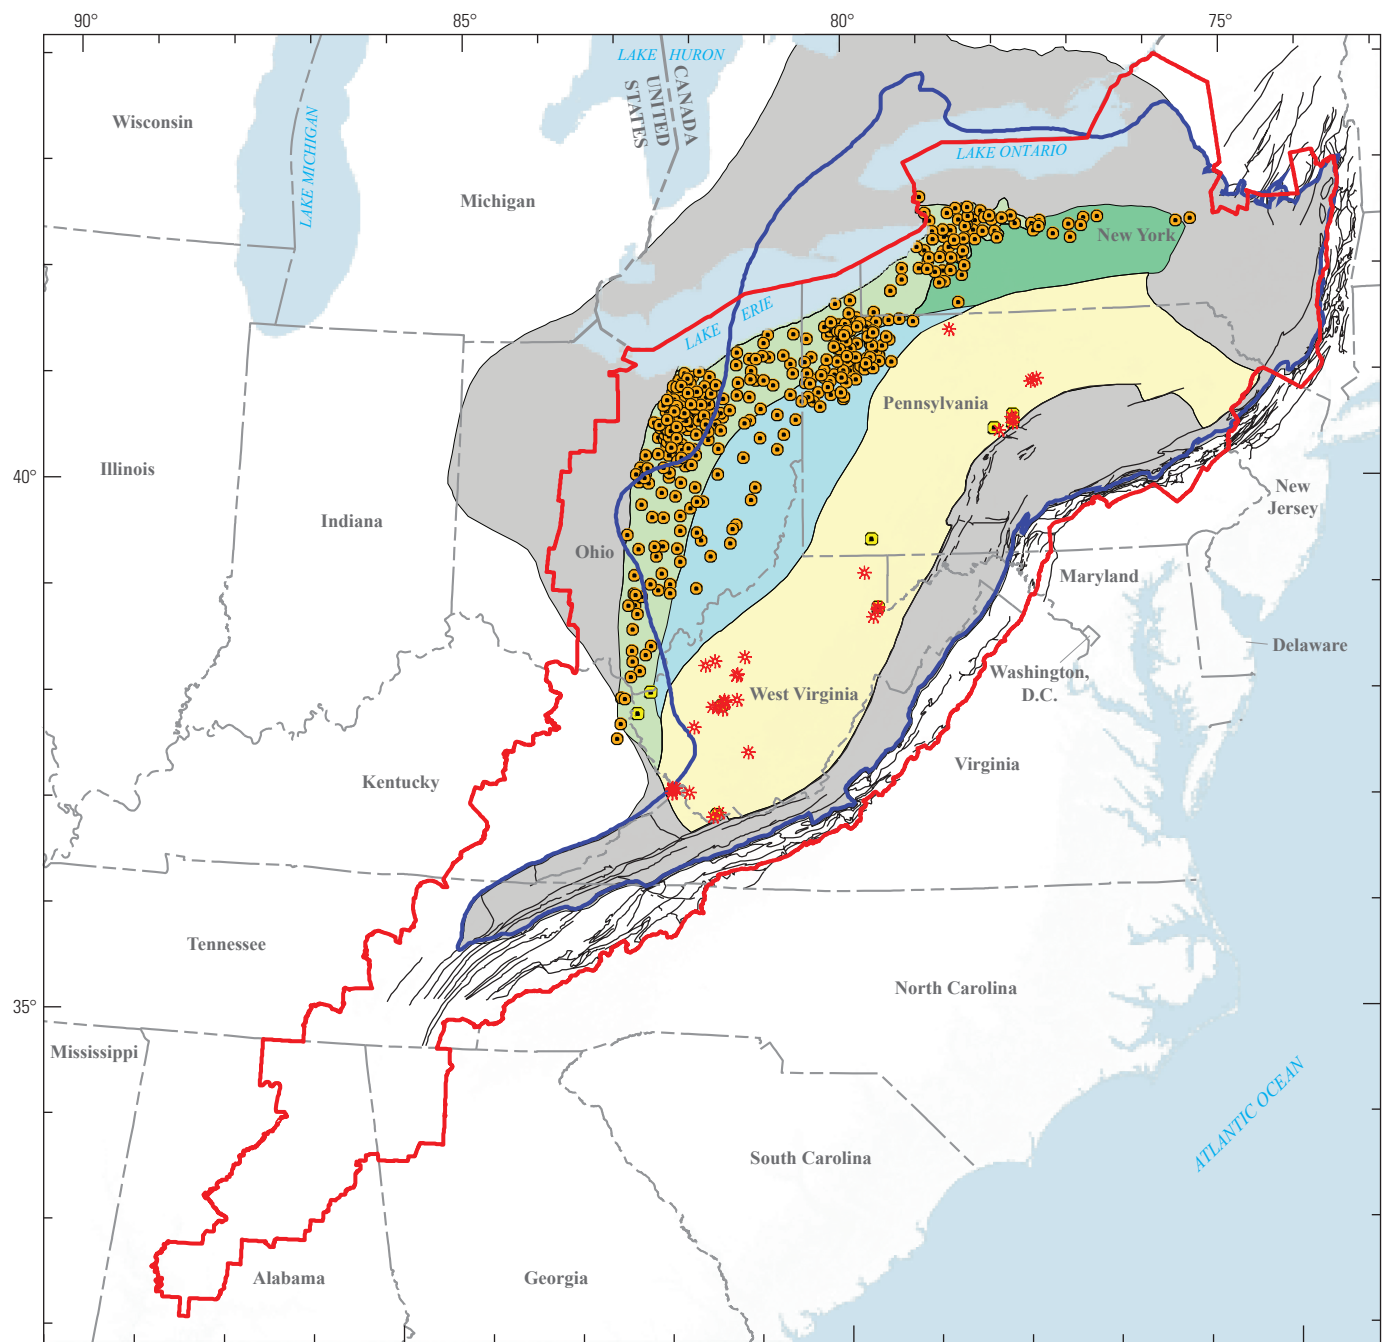 90°
85°
80°
75°
LAKE HURON
CANADA
UNITED
STATES
Wisconsin
LAKE MICHIGAN
LAKE ONTARIO
Michigan
New York
LAKE ERIE
Pennsylvania
40°
Illinois
New
Jersey
Indiana
Ohio
Maryland
Delaware
Washington,
D.C.
West Virginia
Virginia
Kentucky
Tennessee
North Carolina
35°
Mississippi
ATLANTIC OCEAN
South Carolina
Alabama
Georgia